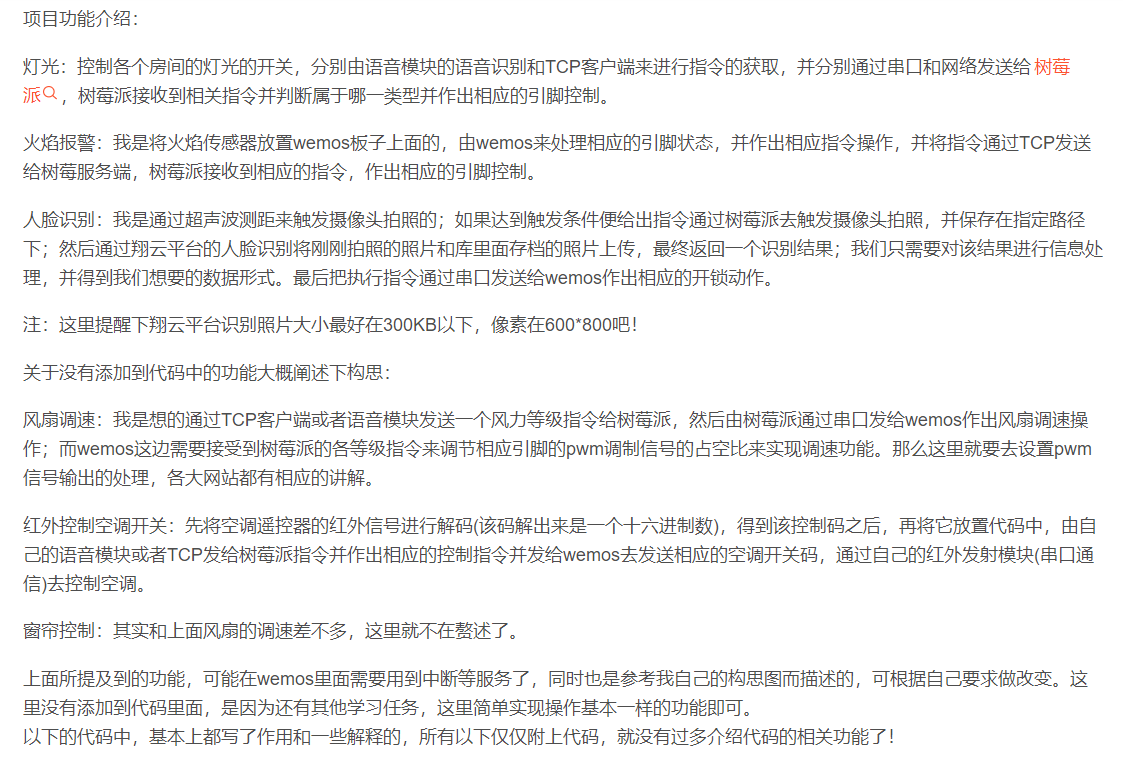 项目功能介绍：
灯光：控制各个房间的灯光的开关，分别由语音模块的语音识别和TCP客户端来进行指令的获取，并分别通过串口和网络发送给树莓
派，树莓派接收到相关指令并判断属于哪一类型并作出相应的引脚控制。
火焰报警：我是将火焰传感器放置wemos板子上面的，由wemos来处理相应的引脚状态，并作出相应指令操作，并将指令通过TCP发送
给树莓服务端，树莓派接收到相应的指令，作出相应的引脚控制。
人脸识别：我是通过超声波测距来触发摄像头拍照的；如果达到触发条件便给出指令通过树莓派去触发摄像头拍照，并保存在指定路径
下；然后通过翔云平台的人脸识别将刚刚拍照的照片和库里面存档的照片上传，最终返回一个识别结果；我们只需要对该结果进行信息处
理，并得到我们想要的数据形式。最后把执行指令通过串口发送给wemos作出相应的开锁动作。
注：这里提醒下翔云平台识别照片大小最好在300KB以下，像素在600*800吧！
关于没有添加到代码中的功能大概阐述下构思：
风扇调速：我是想的通过TCP客户端或者语音模块发送一个风力等级指令给树莓派，然后由树莓派通过串口发给wemos作出风扇调速操
作；而wemos这边需要接受到树莓派的各等级指令来调节相应引脚的pwm调制信号的占空比来实现调速功能。那么这里就要去设置pwm
信号输出的处理，各大网站都有相应的讲解。
红外控制空调开关：先将空调遥控器的红外信号进行解码(该码解出来是一个十六进制数)，得到该控制码之后，再将它放置代码中，由自
己的语音模块或者TCP发给树莓派指令并作出相应的控制指令并发给wemos去发送相应的空调开关码，通过自己的红外发射模块(串口通
信)去控制空调。
窗帘控制：其实和上面风扇的调速差不多，这里就不在赘述了。
上面所提及到的功能，可能在wemos里面需要用到中断等服务了，同时也是参考我自己的构思图而描述的，可根据自己要求做改变。这
里没有添加到代码里面，是因为还有其他学习任务，这里简单实现操作基本一样的功能即可。
以下的代码中，基本上都写了作用和一些解释的，所有以下仅仅附上代码，就没有过多介绍代码的相关功能了！